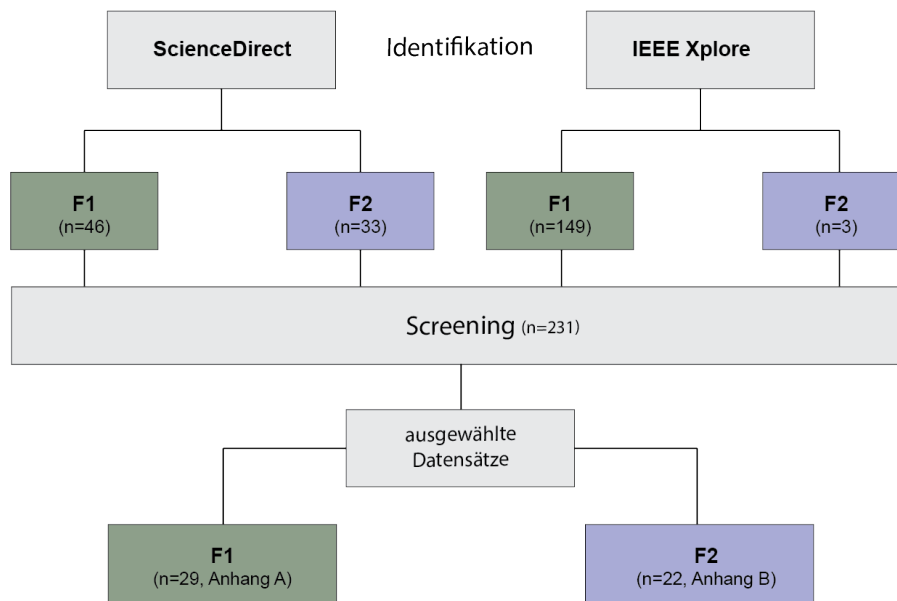 ScienceDirect
Identifikation
IEEE Xplore
F1
(n=46)
F2
(n=33)
F1
(n=149)
F2
(n=3)
Screening (n=231)
ausgewählte
Datensätze
F1
(n=29, Anhang A)
F2
(n=22, Anhang B)